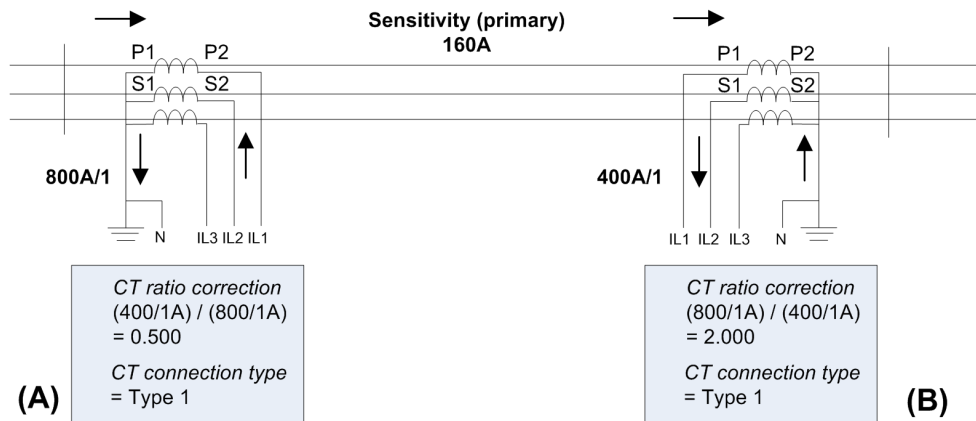 Sensitivity (primary)
160A
P1 P2
S1 S2
800A/1
N IL3 IL2 IL1
P1 P2
S1 S2
400A/1
IL1 IL2 IL3 N
CT ratio correction
(400/1A) / (800/1A)
= 0.500
CT connection type
= Type 1
(A)
CT ratio correction
(800/1A) / (400/1A)
= 2.000
CT connection type
= Type 1
(B)